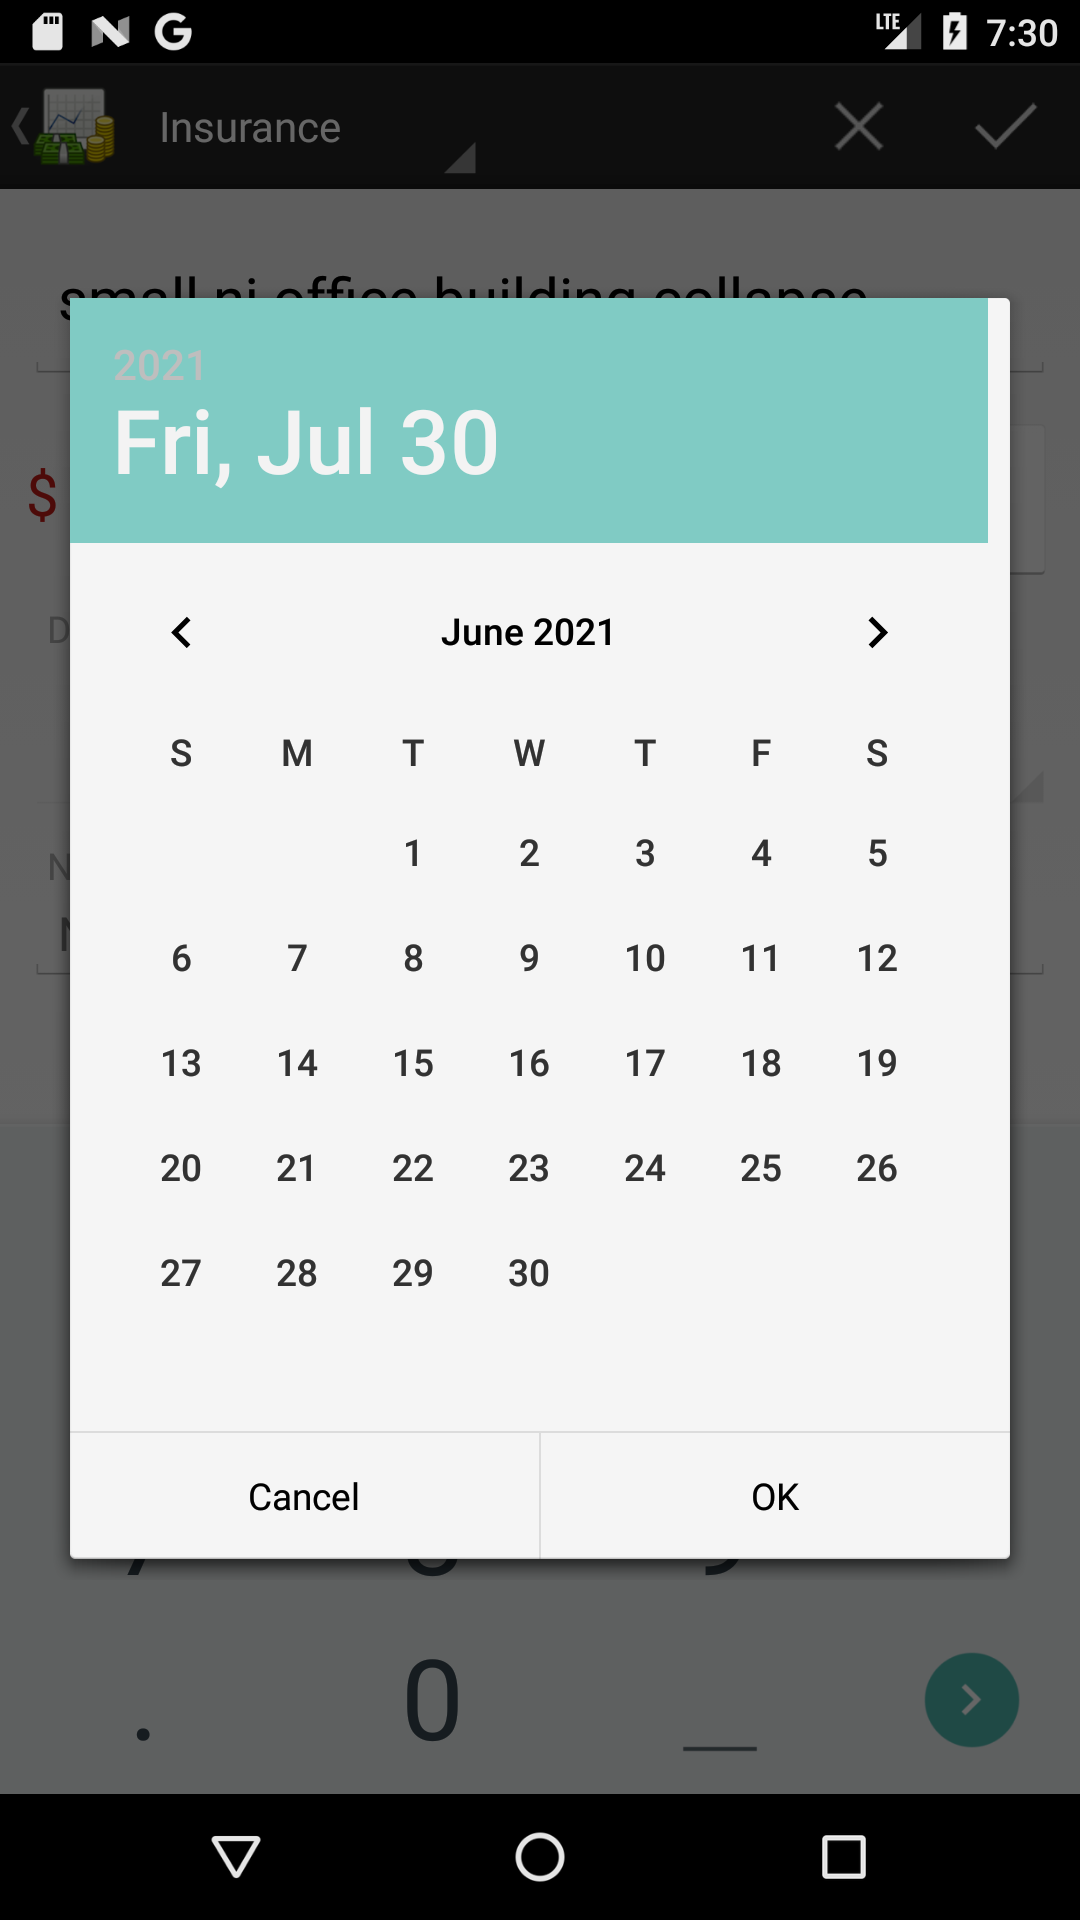 LTE 7:30
Insurance
small ni office building collapse
2021
Fri, Jul 30
$
June 2021
S M T W T F S
1 2 3 4 5
6 7 8 9 10 11 12
13 14 15 16 17 18 19
20 21 22 23 24 25 26
27 28 29 30
Cancel OK
. 0